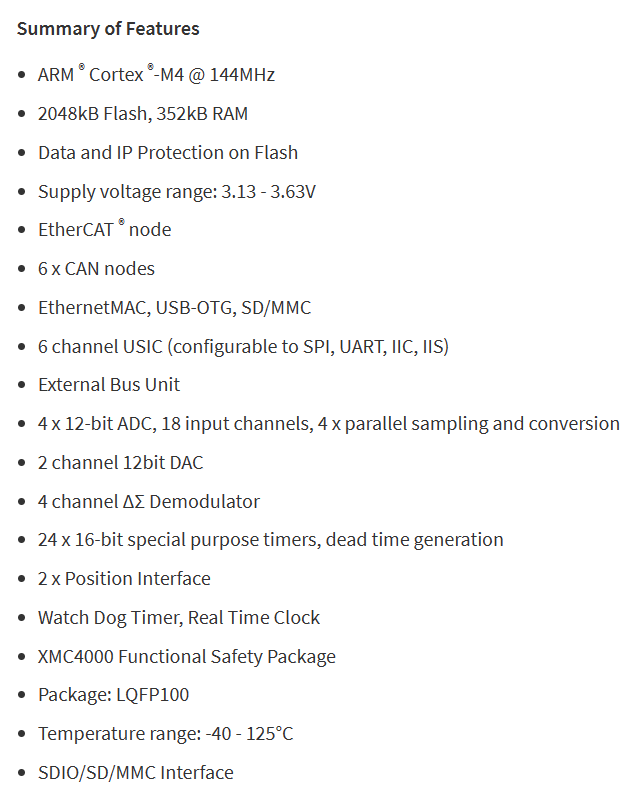 Summary of Features
• ARM ® Cortex ®-M4 @ 144MHz
• 2048kB Flash, 352kB RAM
• Data and IP Protection on Flash
• Supply voltage range: 3.13 - 3.63V
• EtherCAT ® node
• 6 x CAN nodes
• EthernetMAC, USB-OTG, SD/MMC
• 6 channel USIC (configurable to SPI, UART, IIC, IIS)
• External Bus Unit
• 4 x 12-bit ADC, 18 input channels, 4 x parallel sampling and conversion
• 2 channel 12bit DAC
• 4 channel ΔΣ Demodulator
• 24 x 16-bit special purpose timers, dead time generation
• 2 x Position Interface
• Watch Dog Timer, Real Time Clock
• XMC4000 Functional Safety Package
• Package: LQFP100
• Temperature range: -40 - 125°C
• SDIO/SD/MMC Interface